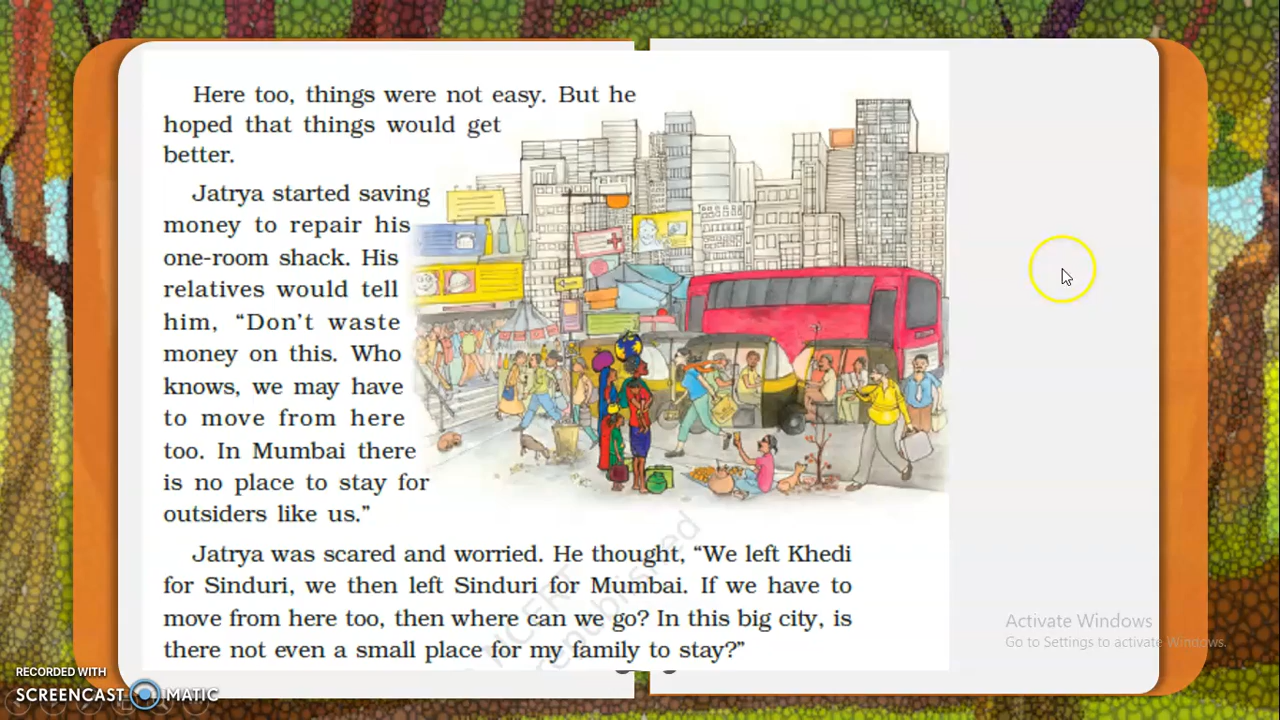 Here too, things were not easy. But he
hoped that things would get
better.
Jatrya started saving
money to repair his
one-room shack. His
relatives would tell
him, “Don’t waste
money on this. Who
knows, we may have
to move from here
too. In Mumbai there
is no place to stay for
outsiders like us.”
Jatrya was scared and worried. He thought, “We left Khedi
for Sinduri, we then left Sinduri for Mumbai. If we have to
move from here too, then where can we go? In this big city, is
there not even a small place for my family to stay?”
NCERT
republished
Activate Windows
Go to Settings to activate Windows.
RECORDED WITH
SCREENCAST MATIC